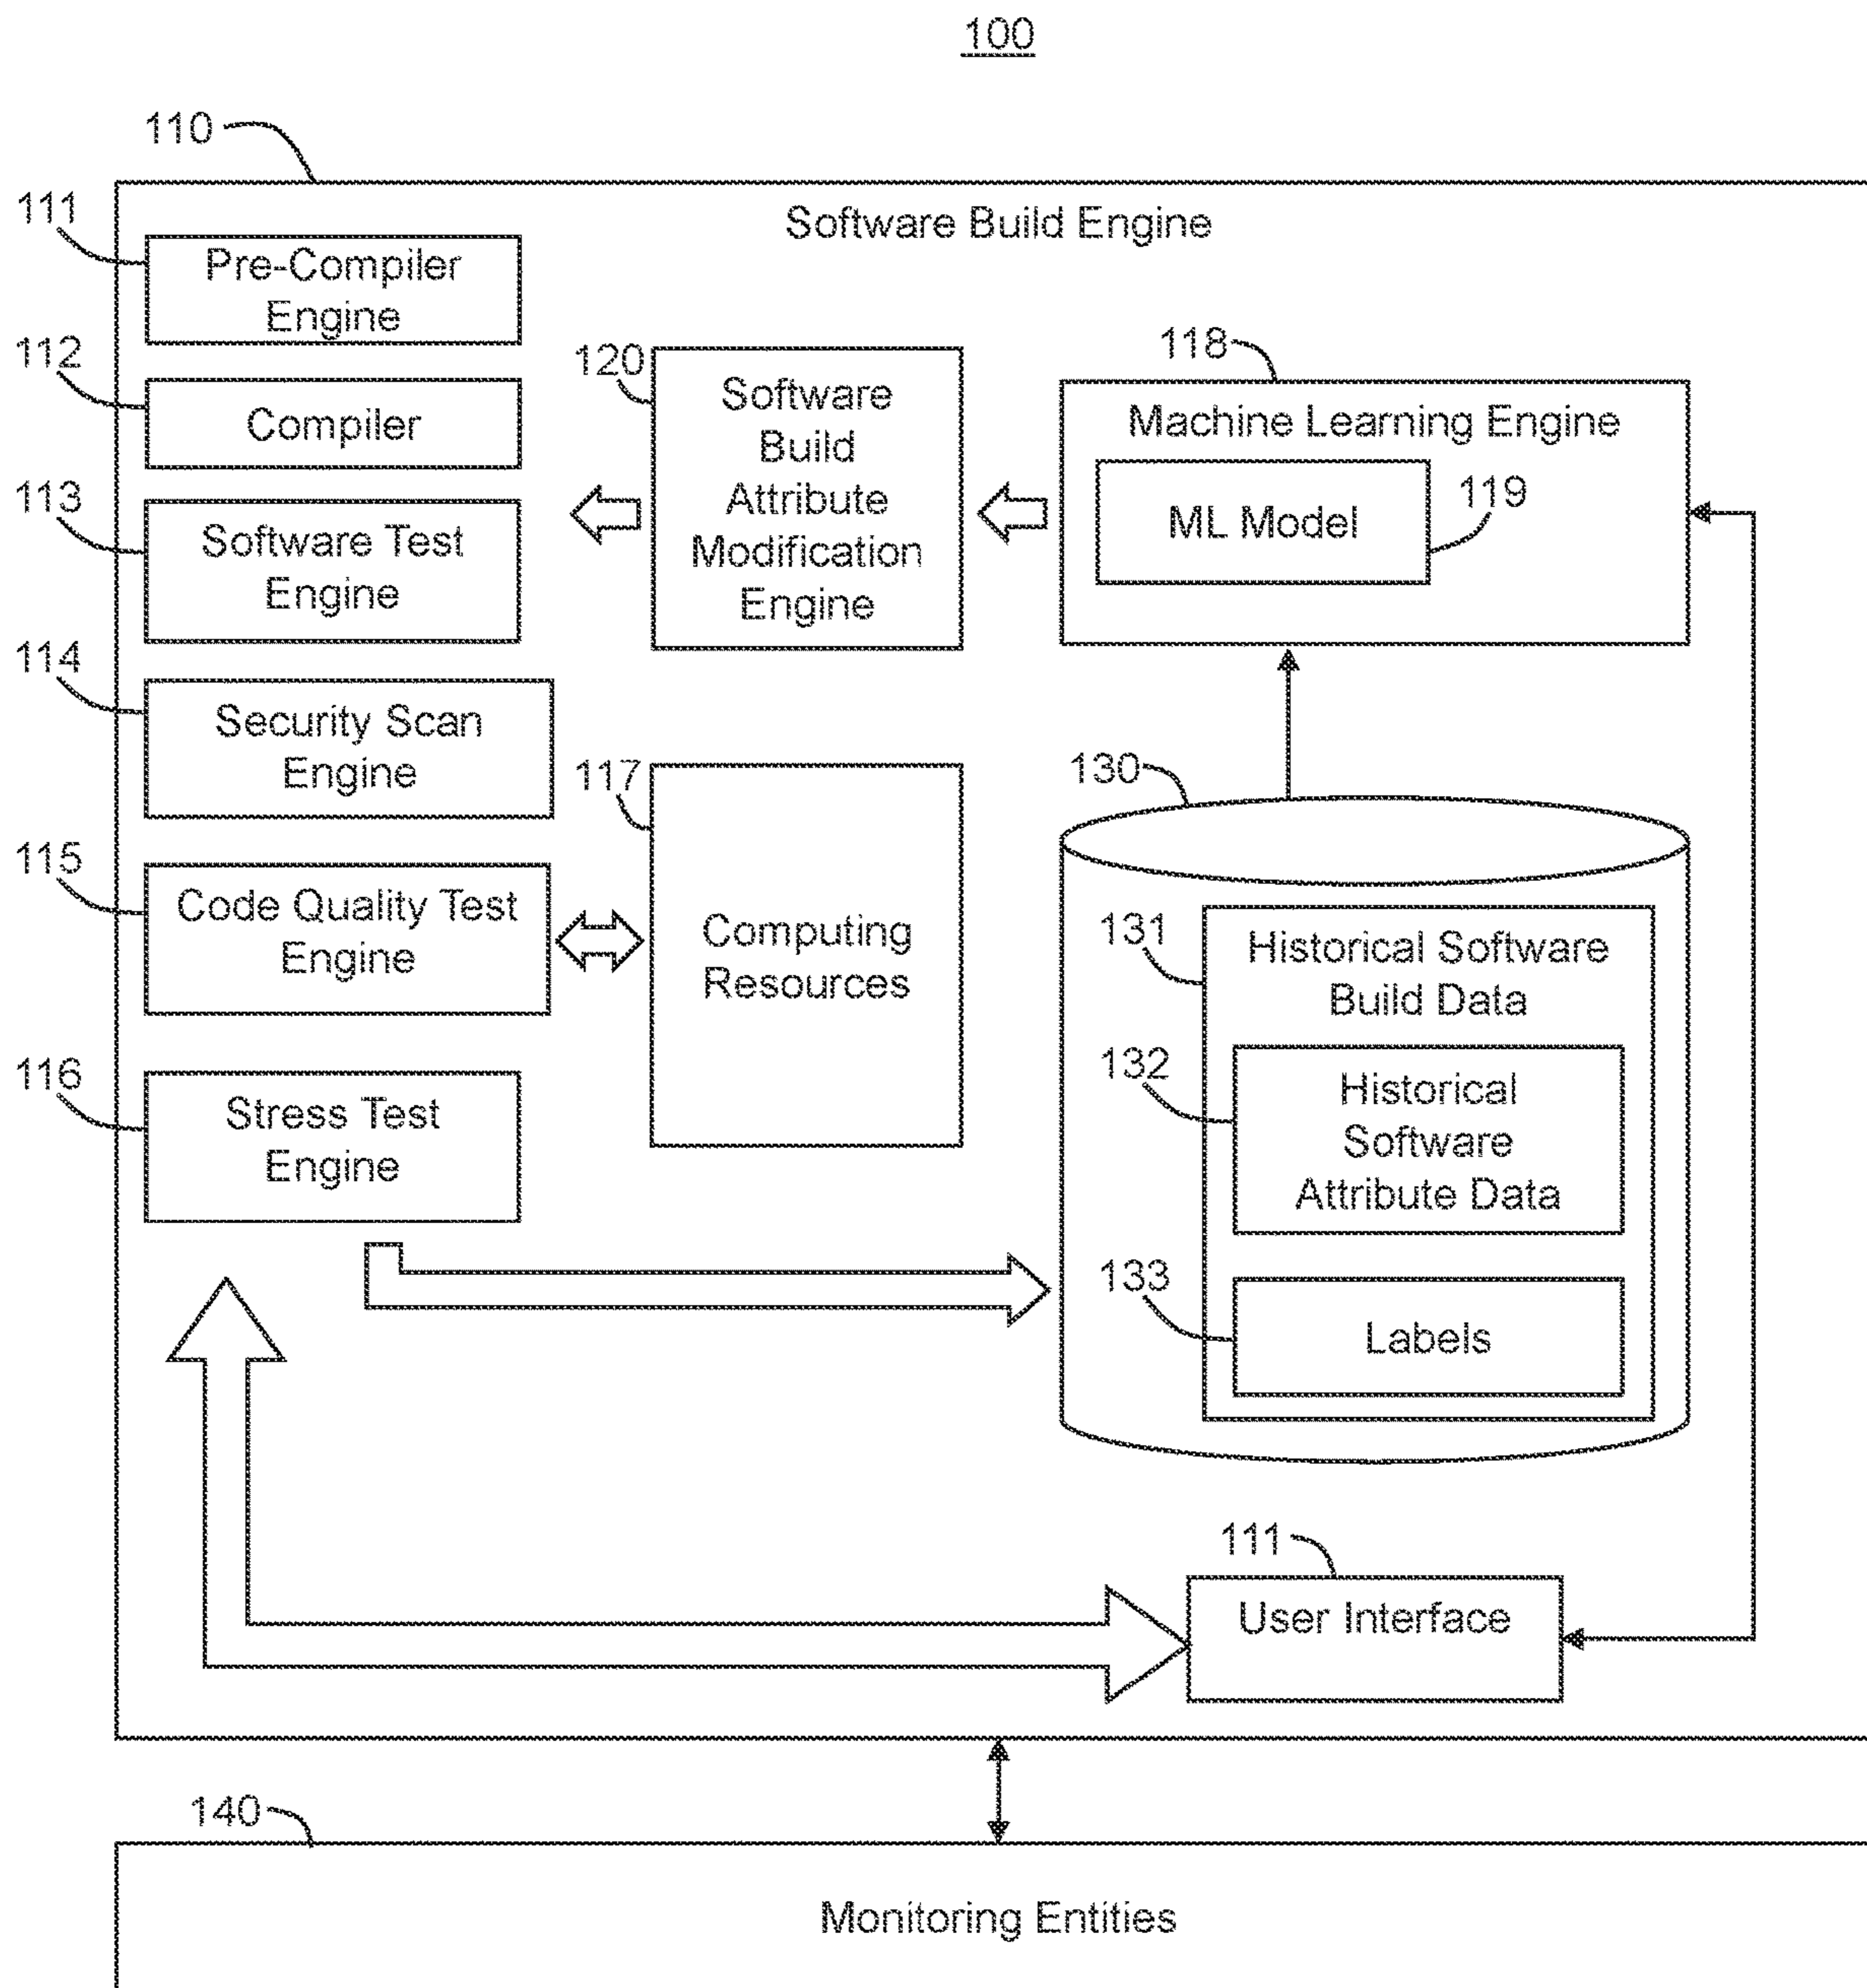 100
110
Software Build Engine
111
Pre-Compiler
Engine
112
Compiler
113
Software Test
Engine
114
Security Scan
Engine
115
Code Quality Test
Engine
116
Stress Test
Engine
120
Software
Build
Attribute
Modification
Engine
117
Computing
Resources
118
Machine Learning Engine
ML Model
119
130
131
Historical Software
Build Data
132
Historical
Software
Attribute Data
133
Labels
111
User Interface
140
Monitoring Entities